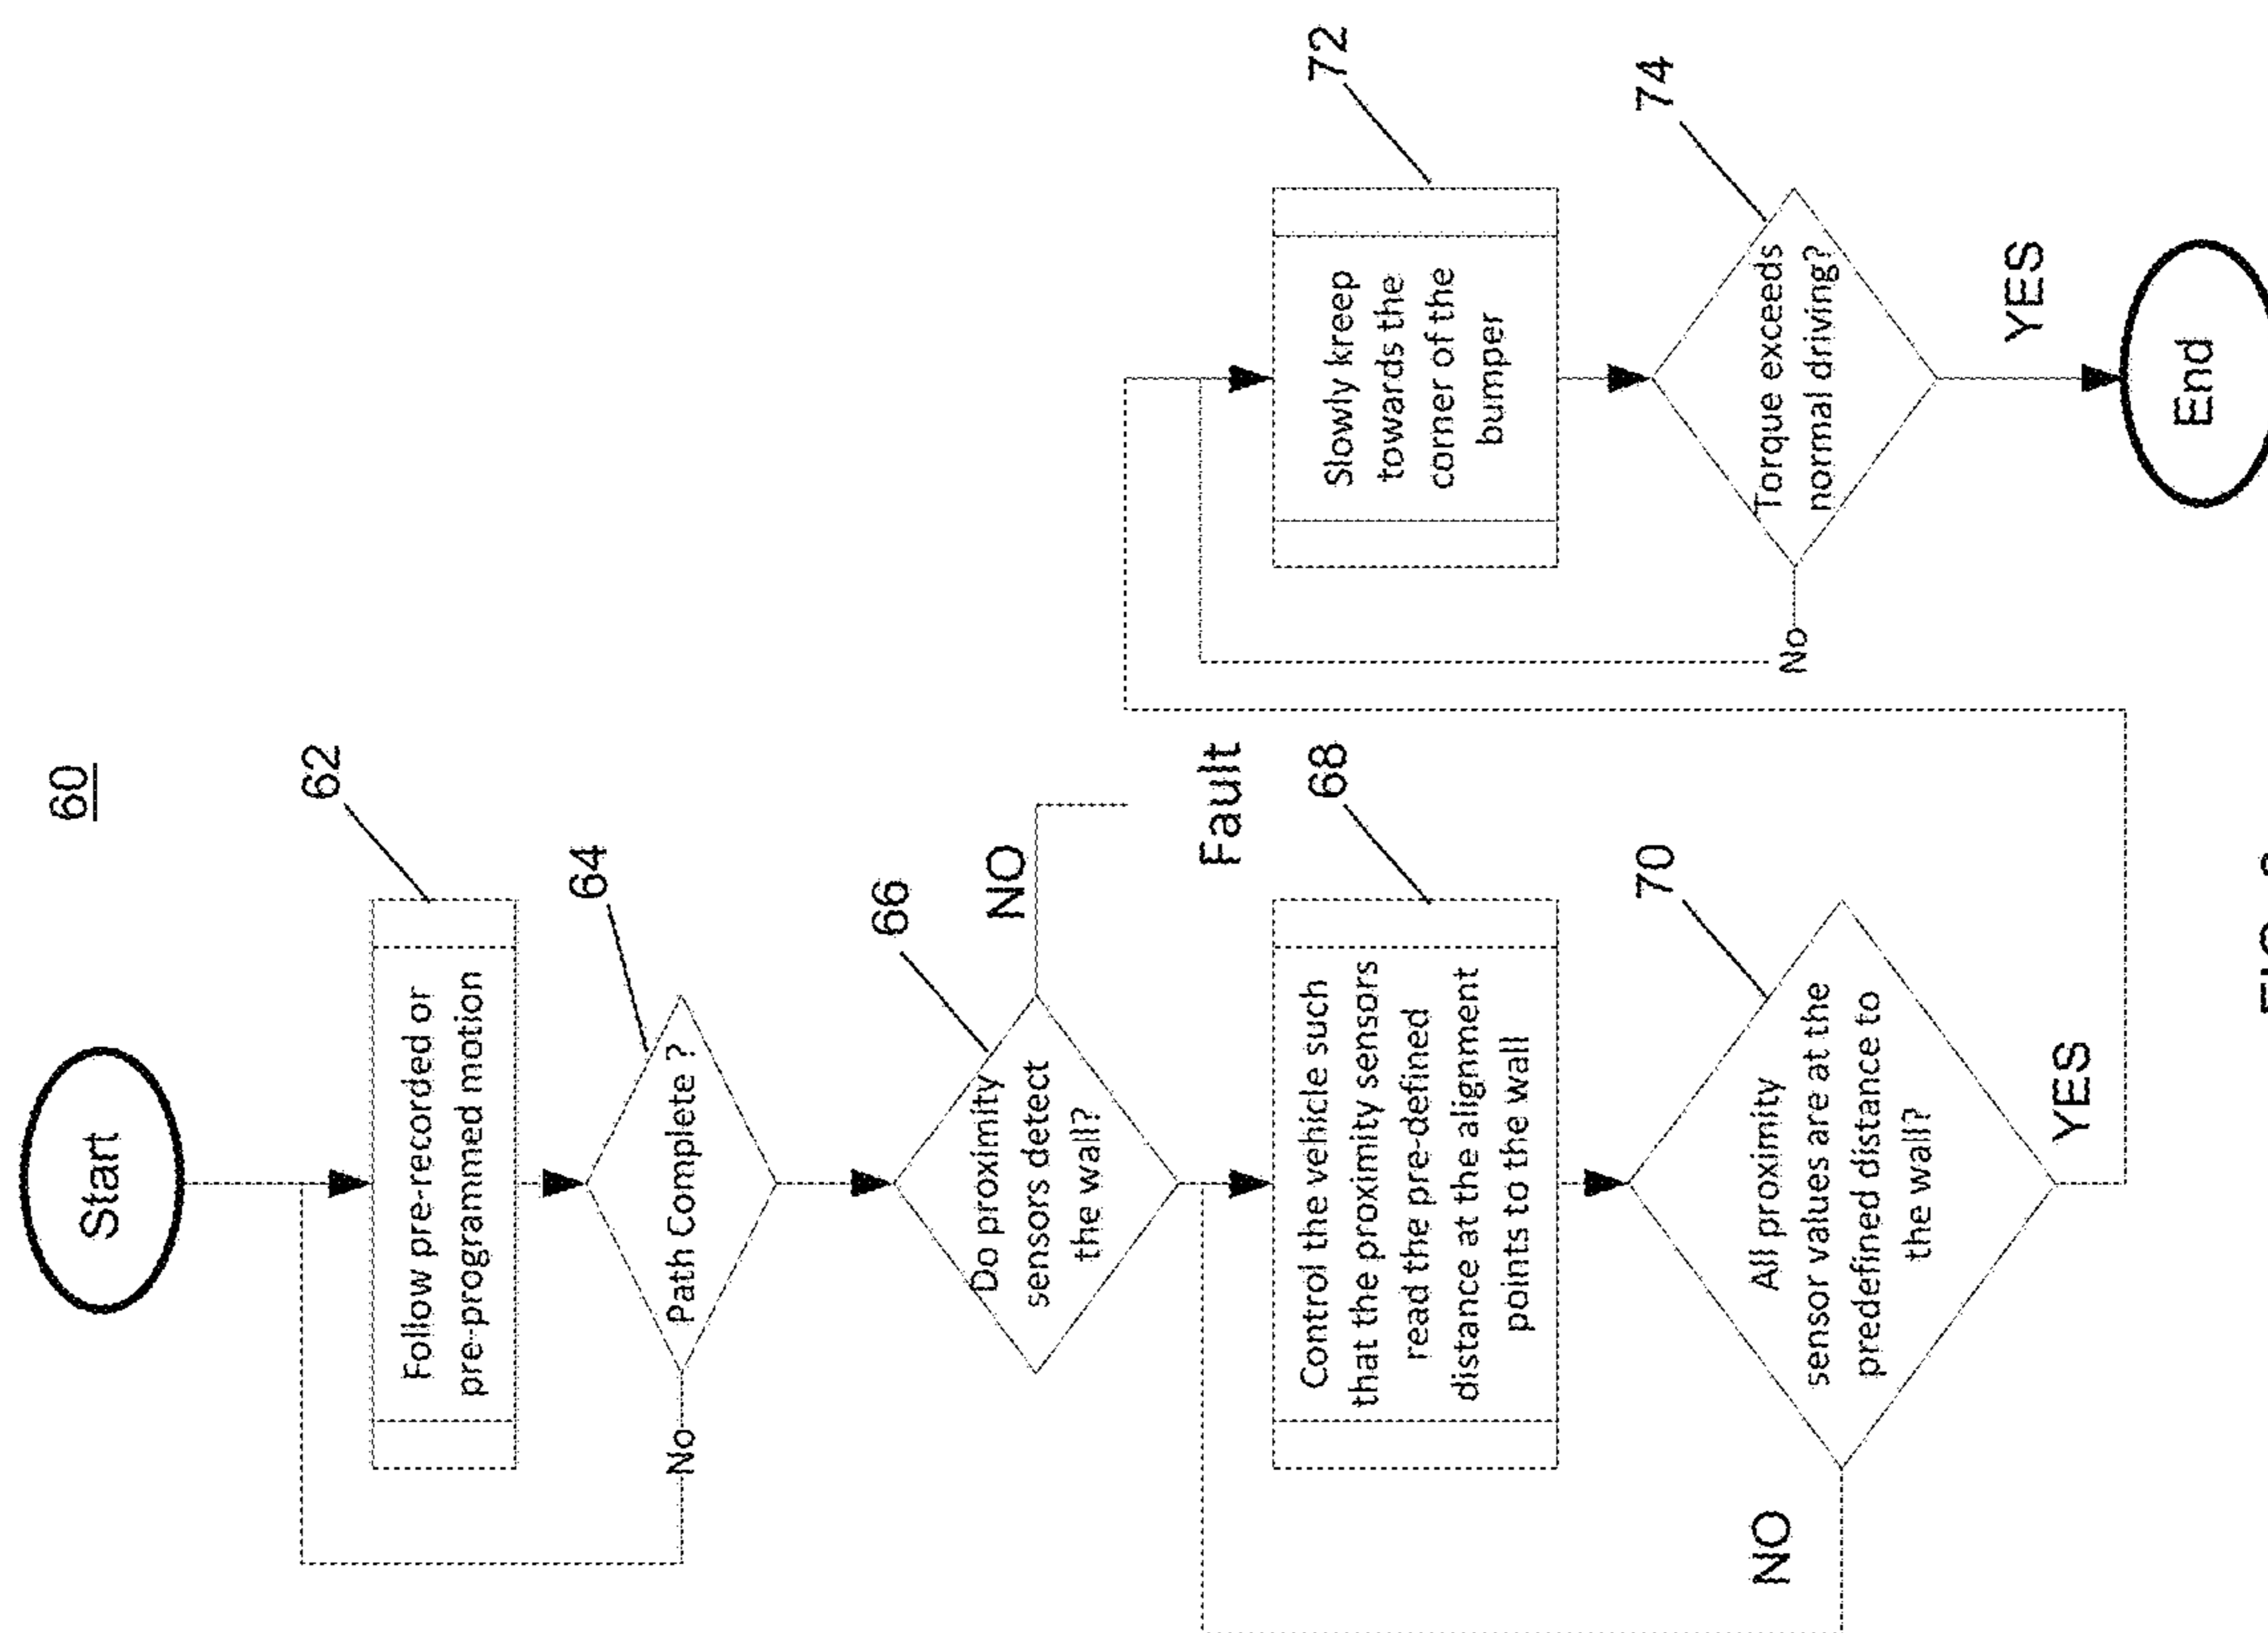 60
Start
62
Follow pre-recorded or
pre-programmed motion
64
Path Complete ?
No
66
Do proximity
sensors detect
the wall?
NO
Fault
68
Control the vehicle such
that the proximity sensors
read the pre-defined
distance at the alignment
points to the wall
70
All proximity
sensor values are at the
predefined distance to
the wall?
NO
YES
72
Slowly kreep
towards the
corner of the
bumper
74
Torque exceeds
normal driving?
No
YES
End